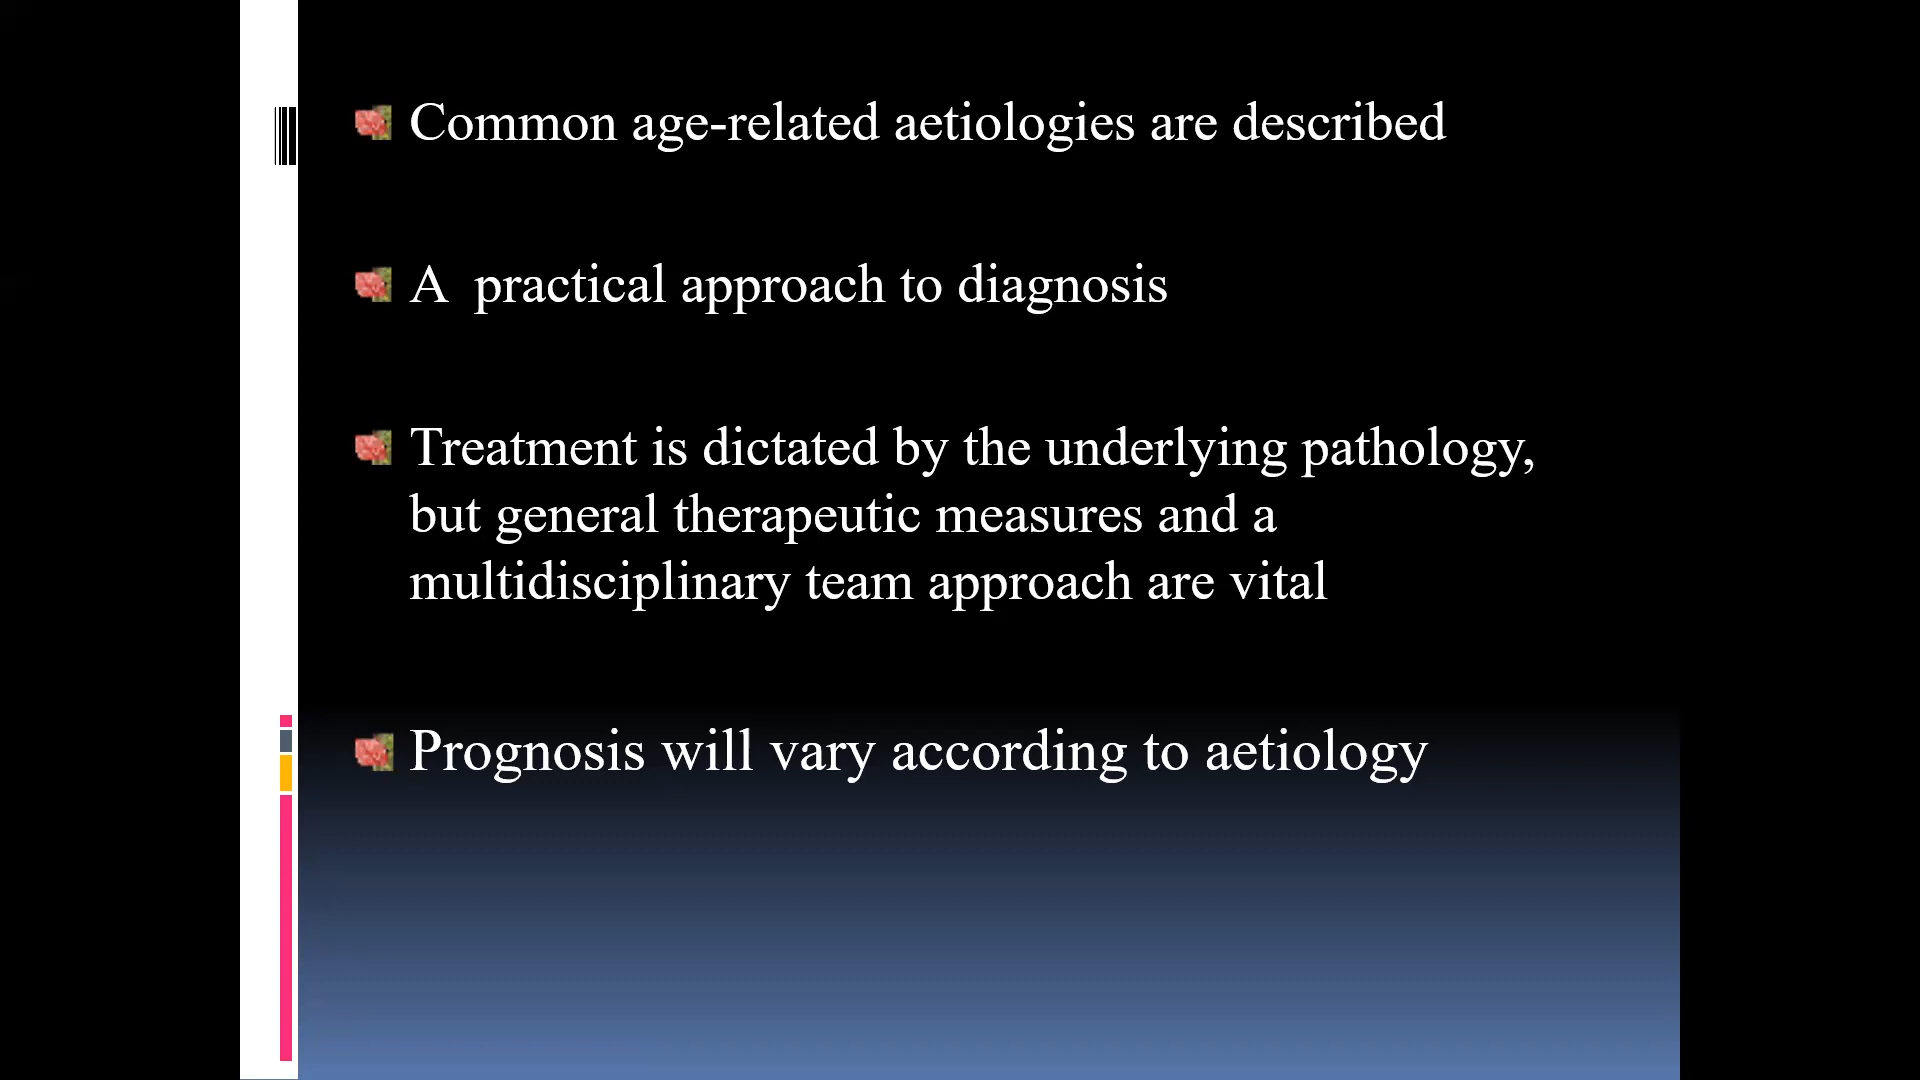 Common age-related aetiologies are described
A practical approach to diagnosis
Treatment is dictated by the underlying pathology,
but general therapeutic measures and a
multidisciplinary team approach are vital
Prognosis will vary according to aetiology